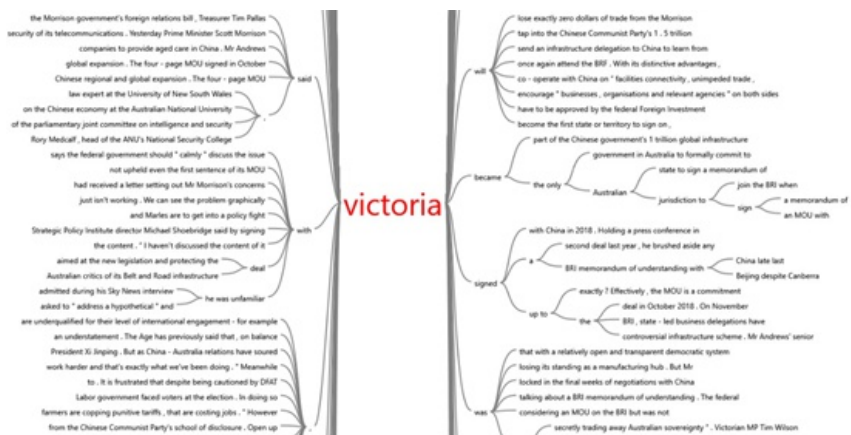 the Morrison government's foreign relations bill , Treasurer Tim Pallas
security of its telecommunications . Yesterday Prime Minister Scott Morrison
companies to provide aged care in China . Mr Andrews
global expansion . The four - page MOU signed in October
Chinese regional and global expansion . The four - page MOU
said
law expert at the University of New South Wales
on the Chinese economy at the Australian National University
of the parliamentary joint committee on intelligence and security
Rory Medcalf , head of the ANU's National Security College
,
says the federal government should " calmly " discuss the issue
not upheld even the first sentence of its MOU
had received a letter setting out Mr Morrison's concerns
just isn't working . We can see the problem graphically
and Marles are to get into a policy fight
Strategic Policy Institute director Michael Shoebridge said by signing
the content . " I haven't discussed the content of it
with
aimed at the new legislation and protecting the
Australian critics of its Belt and Road infrastructure
deal
admitted during his Sky News interview
asked to " address a hypothetical " and
he was unfamiliar
are underqualified for their level of international engagement - for example
an understatement . The Age has previously said that , on balance
President Xi Jinping . But as China - Australia relations have soured
work harder and that's exactly what we've been doing . " Meanwhile
to . It is frustrated that despite being cautioned by DFAT
Labor government faced voters at the election . In doing so
farmers are copping punitive tariffs , that are costing jobs . " However
from the Chinese Communist Party's school of disclosure . Open up
,
victoria
will
lose exactly zero dollars of trade from the Morrison
tap into the Chinese Communist Party's 1 . 5 trillion
send an infrastructure delegation to China to learn from
once again attend the BRF . With its distinctive advantages ,
co - operate with China on " facilities connectivity , unimpeded trade ,
encourage " businesses , organisations and relevant agencies " on both sides
have to be approved by the federal Foreign Investment
become the first state or territory to sign on ,
became
part of the Chinese government's 1 trillion global infrastructure
the only
government in Australia to formally commit to
Australian
state to sign a memorandum of
jurisdiction to
join the BRI when
sign
a memorandum of
an MOU with
signed
with China in 2018 . Holding a press conference in
a
second deal last year , he brushed aside any
BRI memorandum of understanding with
China late last
Beijing despite Canberra
up to
exactly ? Effectively , the MOU is a commitment
the
deal in October 2018 . On November
BRI , state - led business delegations have
controversial infrastructure scheme . Mr Andrews' senior
was
that with a relatively open and transparent democratic system
losing its standing as a manufacturing hub . But Mr
locked in the final weeks of negotiations with China
talking about a BRI memorandum of understanding . The federal
considering an MOU on the BRI but was not
secretly trading away Australian sovereignty " . Victorian MP Tim Wilson